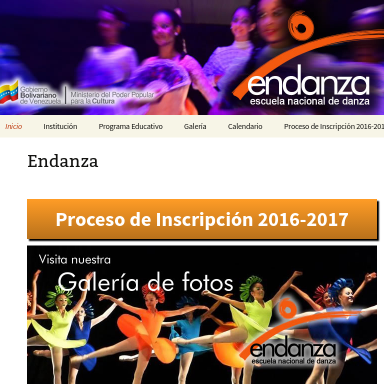 Gobierno
Bolivariano
de Venezuela
Ministerio del Poder Popular
para la Cultura
endanza
escuela nacional de danza
Inicio
Institución
Programa Educativo
Galería
Calendario
Proceso de Inscripción 2016-201
Endanza
Proceso de Inscripción 2016-2017
Visita nuestra
Galería de fotos
endanza
escuela nacional de danza